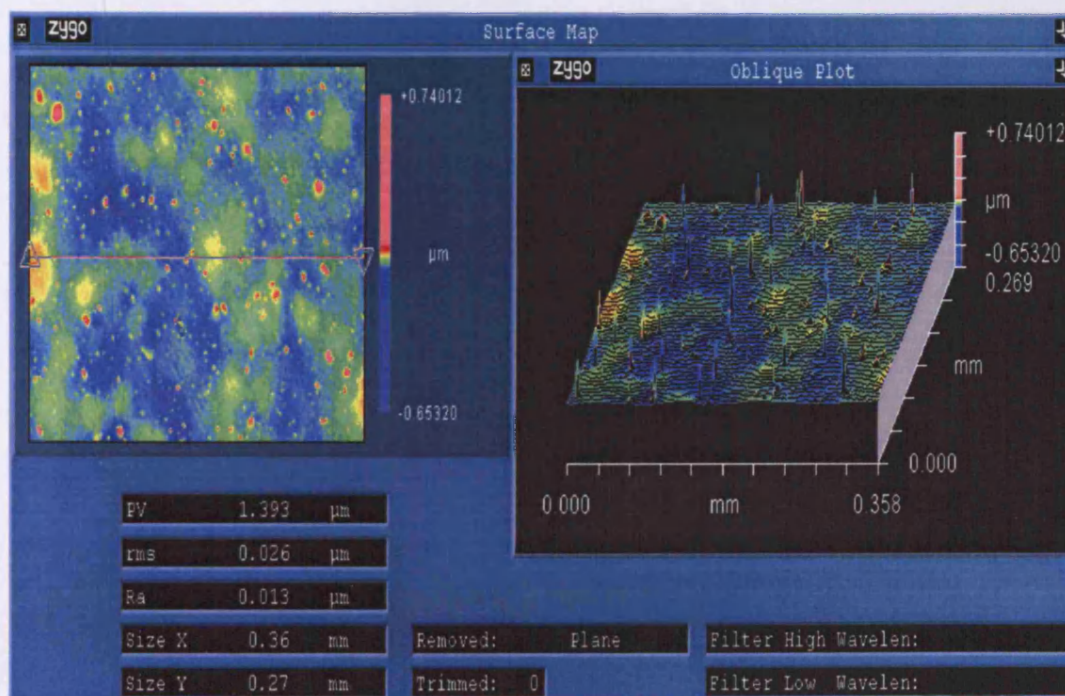 zygo Surface Map
+0.74012
µm
-0.65320
zygo Oblique Plot
+0.74012
µm
-0.65320
0.269
mm
0.000
0.000 mm 0.358
PV 1.393 µm
rms 0.026 µm
Ra 0.013 µm
Size X 0.36 mm
Size Y 0.27 mm
Removed: Plane
Trimmed: 0
Filter High Wavelen:
Filter Low Wavelen: